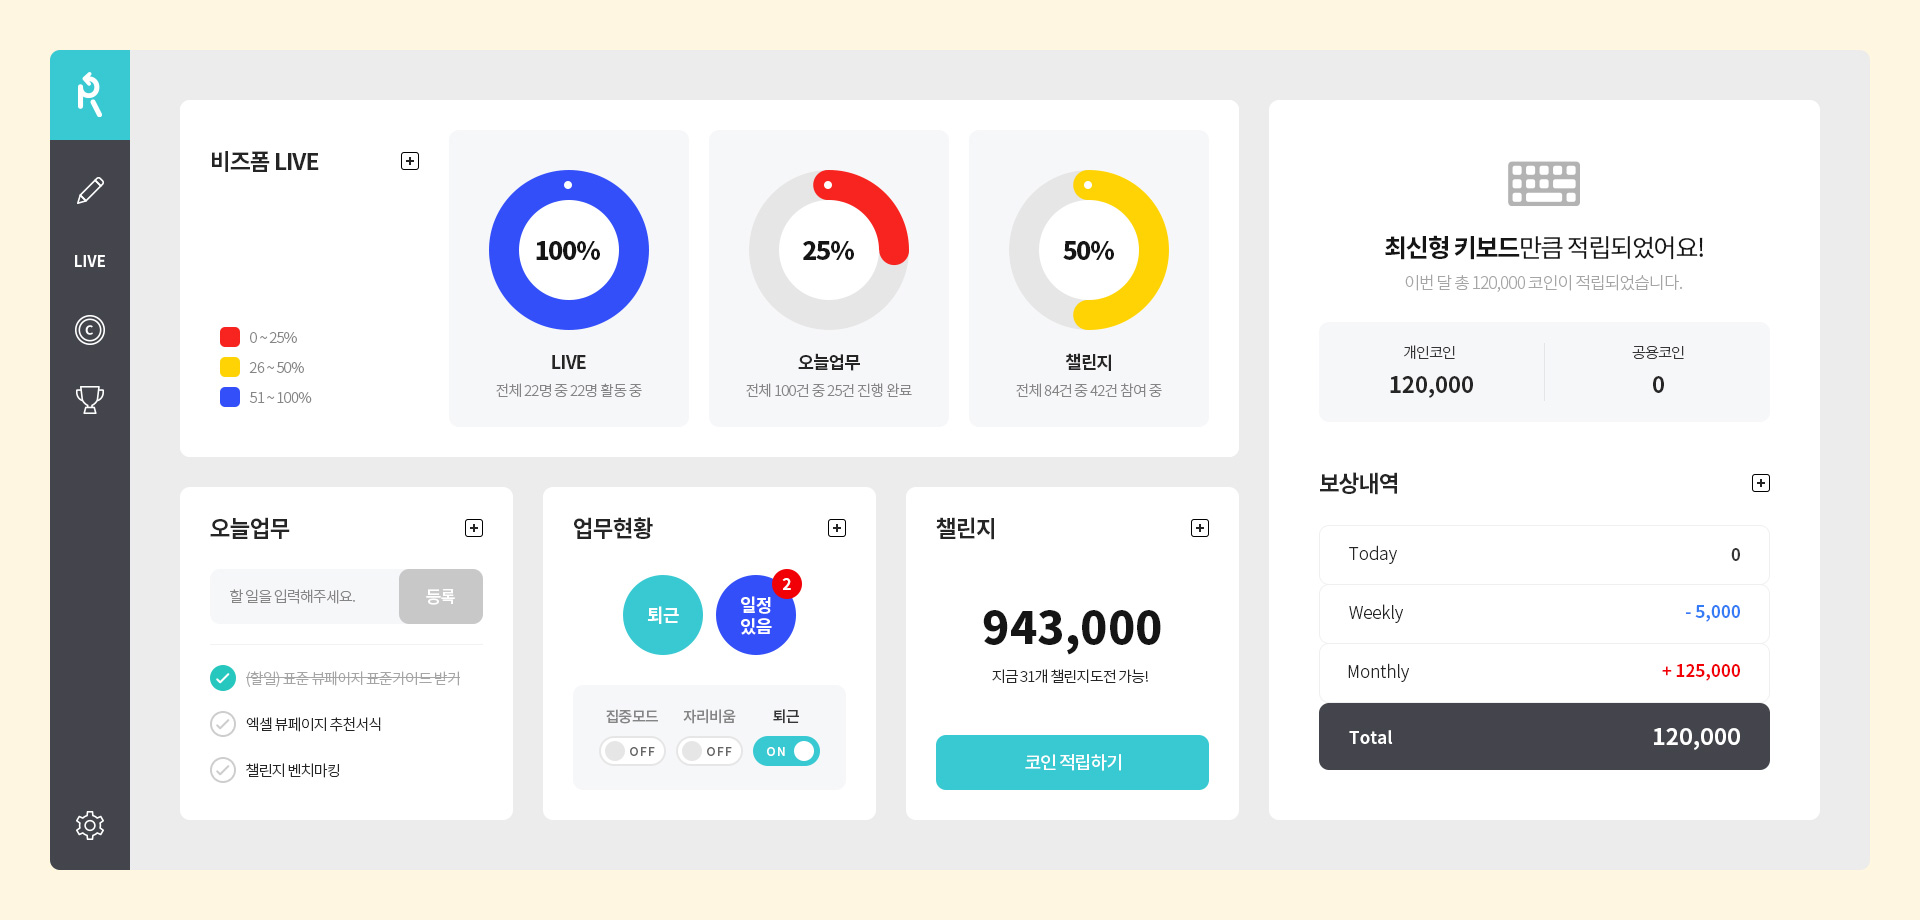 LIVE
비즈폼 LIVE
0 ~ 25%
26 ~ 50%
51 ~ 100%
100%
LIVE
전체 22명 중 22명 활동 중
25%
오늘업무
전체 100건 중 25건 진행 완료
50%
챌린지
전체 84건 중 42건 참여 중
오늘업무
할 일을 입력해주세요.
등록
(할일) 표준 뷰페이지 표준가이드 받기
엑셀 뷰페이지 추천서식
챌린지 벤치마킹
업무현황
퇴근
일정
있음
2
집중모드 자리비움 퇴근
OFF OFF ON
챌린지
943,000
지금 31개 챌린지도전 가능!
코인 적립하기
최신형 키보드만큼 적립되었어요!
이번 달 총 120,000 코인이 적립되었습니다.
개인코인
120,000
공용코인
0
보상내역
Today 0
Weekly - 5,000
Monthly + 125,000
Total 120,000